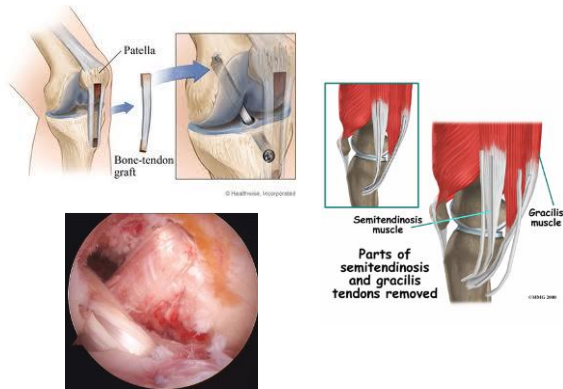 Patella
Bone-tendon
graft
© Healthwise, Incorporated
Semitendinosis
muscle
Gracilis
muscle
Parts of
semitendinosis
and gracilis
tendons removed
©MMG 2000